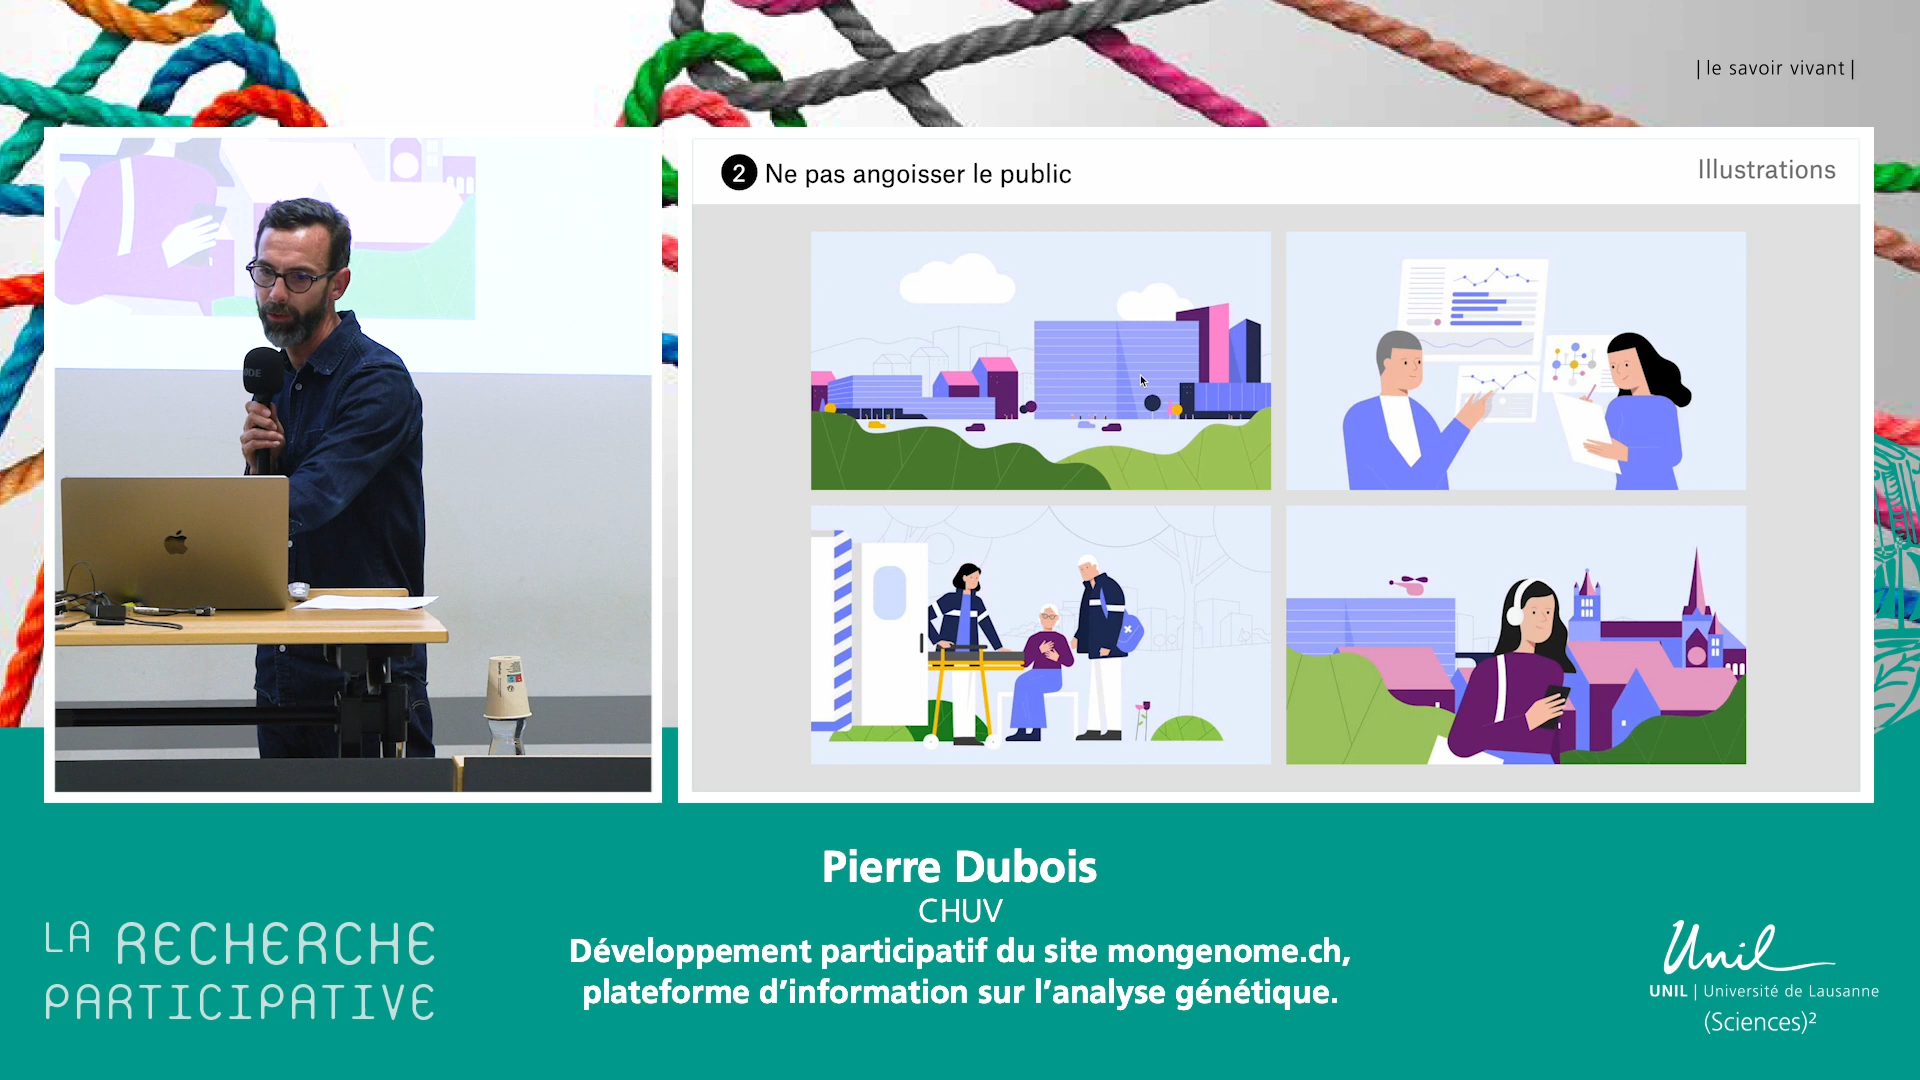 | le savoir vivant |
2 Ne pas angoisser le public
Illustrations
Pierre Dubois
CHUV
Développement participatif du site mongenome.ch,
plateforme d’information sur l’analyse génétique.
LA RECHERCHE
PARTICIPATIVE
Unil
UNIL | Université de Lausanne
(Sciences)²